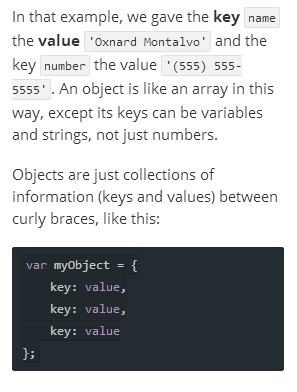 In that example, we gave the key name
the value 'Oxnard Montalvo' and the
key number the value '(555) 555-
5555'. An object is like an array in this
way, except its keys can be variables
and strings, not just numbers.
Objects are just collections of
information (keys and values) between
curly braces, like this:
var myObject = {
    key: value,
    key: value,
    key: value
};